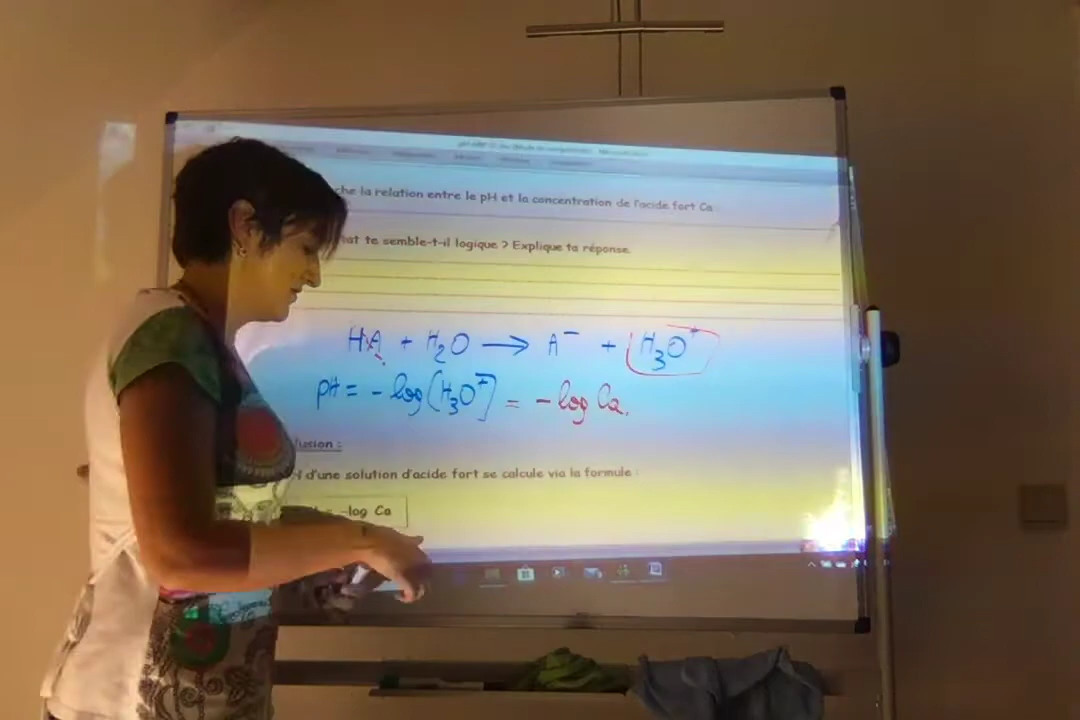 che la relation entre le pH et la concentration de l'acide fort Ca
tat te semble-t-il logique ? Explique ta réponse.
HA + H₂O → A⁻ + H₃O⁺
pH = - log [H₃O⁺] = - log Ca.
lusion :
d'une solution d'acide fort se calcule via la formule :
-log Ca